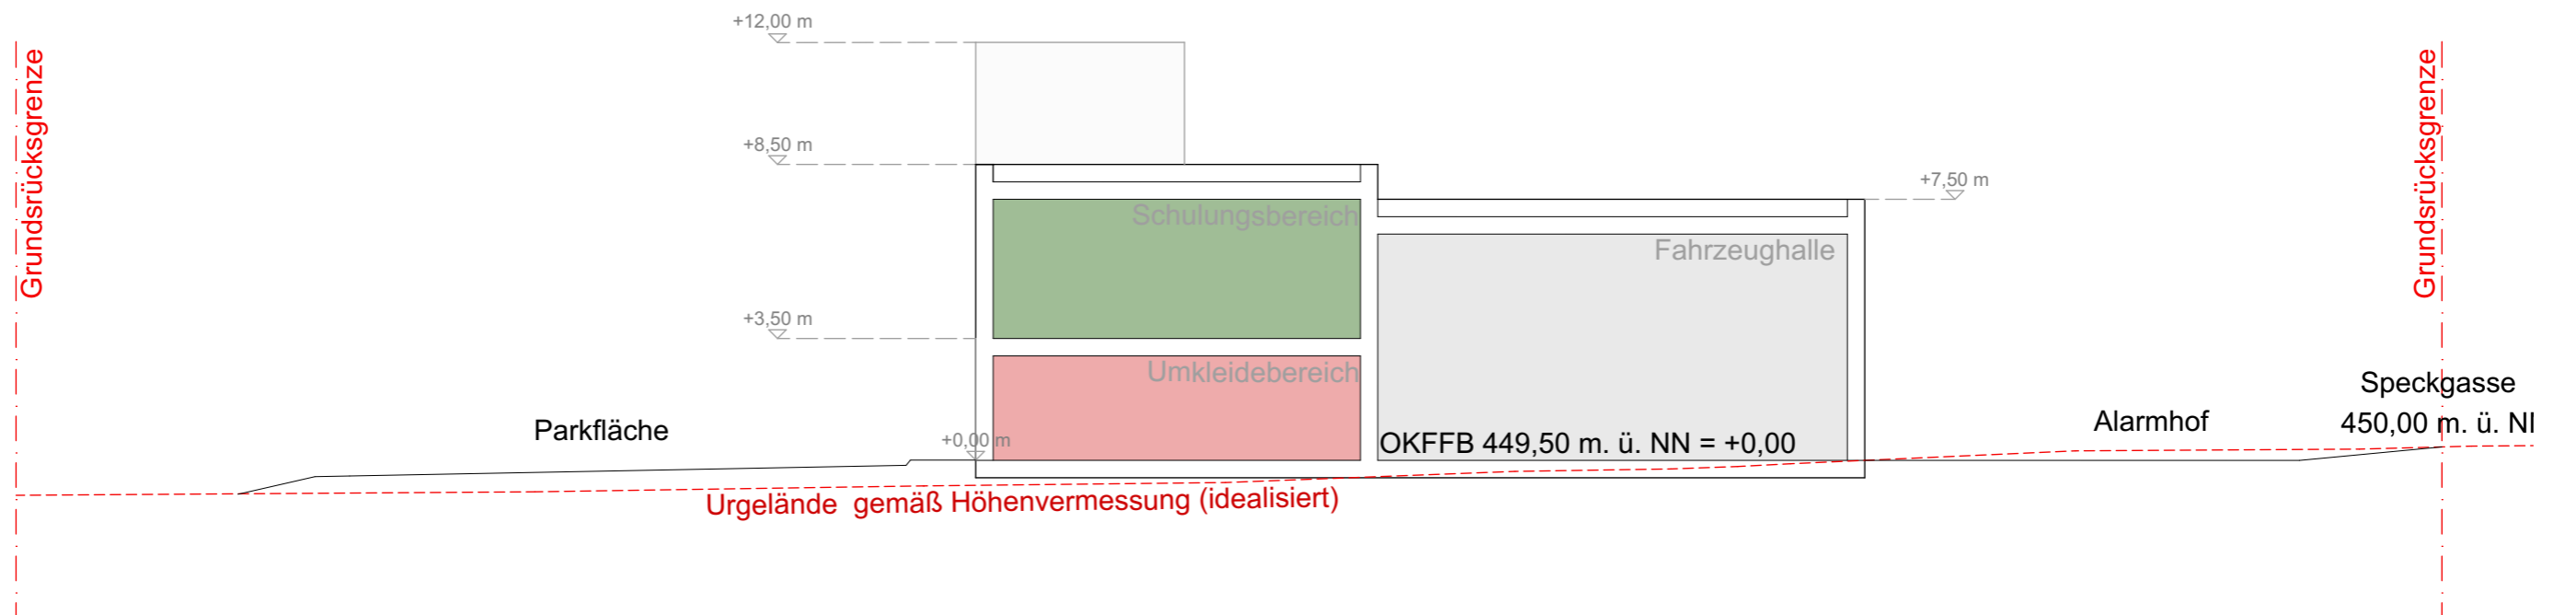 +12,00 m
Grundsrücksgrenze
Grundsrücksgrenze
+8,50 m
+7,50 m
Schulungsbereich
Fahrzeughalle
+3,50 m
Umkleidebereich
Speckgasse
450,00 m. ü. NI
Parkfläche
Alarmhof
+0,00 m
OKFFB 449,50 m. ü. NN = +0,00
Urgelände gemäß Höhenvermessung (idealisiert)